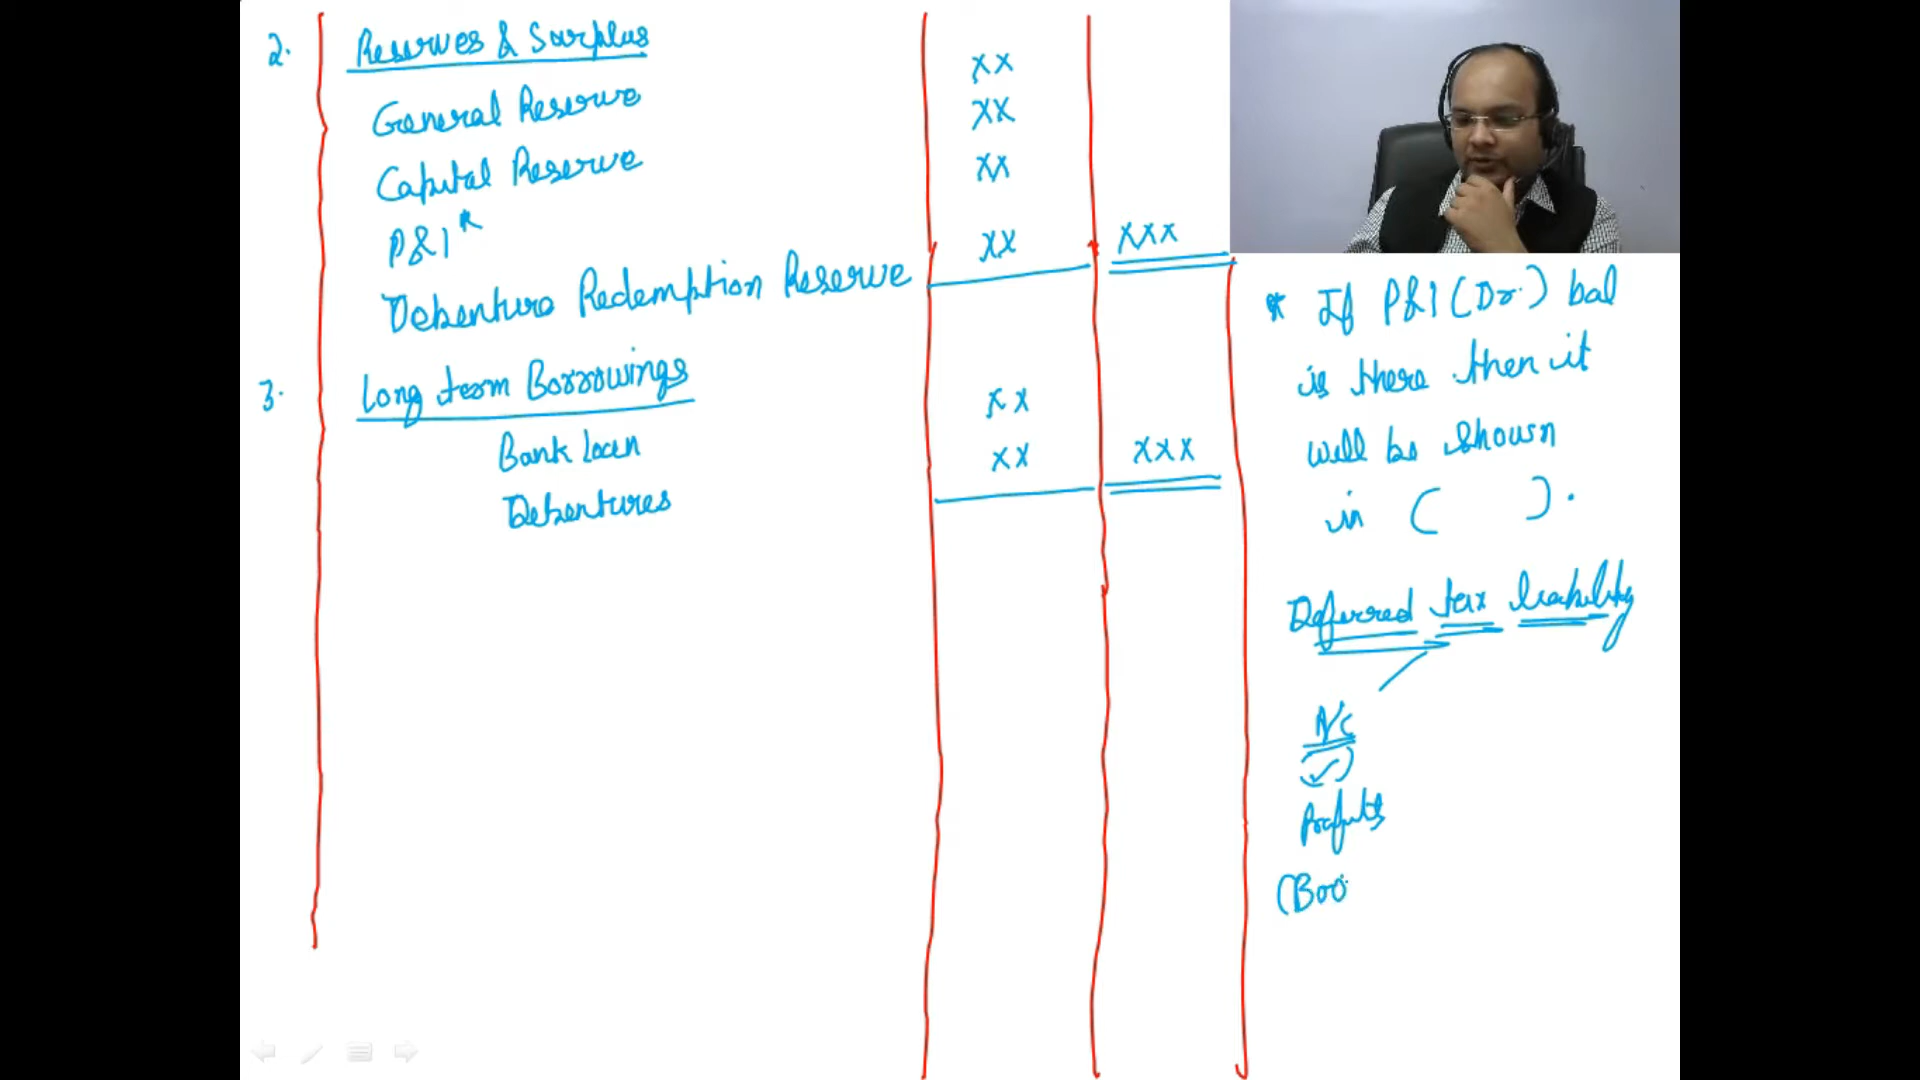 2. Reserves & Surplus
General Reserve xx
Capital Reserve xx
P&l* xx
Debenture Redemption Reserve xx xxx
3. Long term Borrowings
Bank Loan xx
Debentures xx xxx
* If P&l (Dr.) bal
is there then it
will be shown
in ( ).
Deferred tax liability
A/c
Profits
(Boo